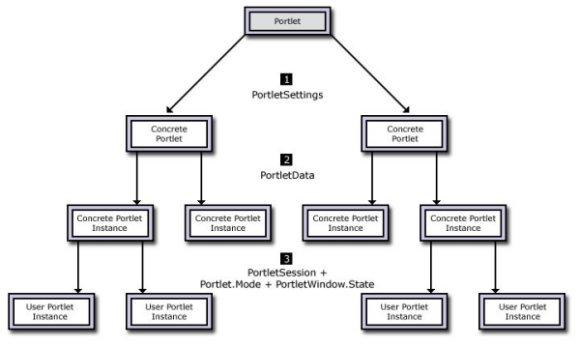 Portlet
1
PortletSettings
Concrete
Portlet
Concrete
Portlet
2
PortletData
Concrete Portlet
Instance
Concrete Portlet
Instance
Concrete Portlet
Instance
Concrete Portlet
Instance
3
PortletSession +
Portlet.Mode + PortletWindow.State
User Portlet
Instance
User Portlet
Instance
User Portlet
Instance
User Portlet
Instance